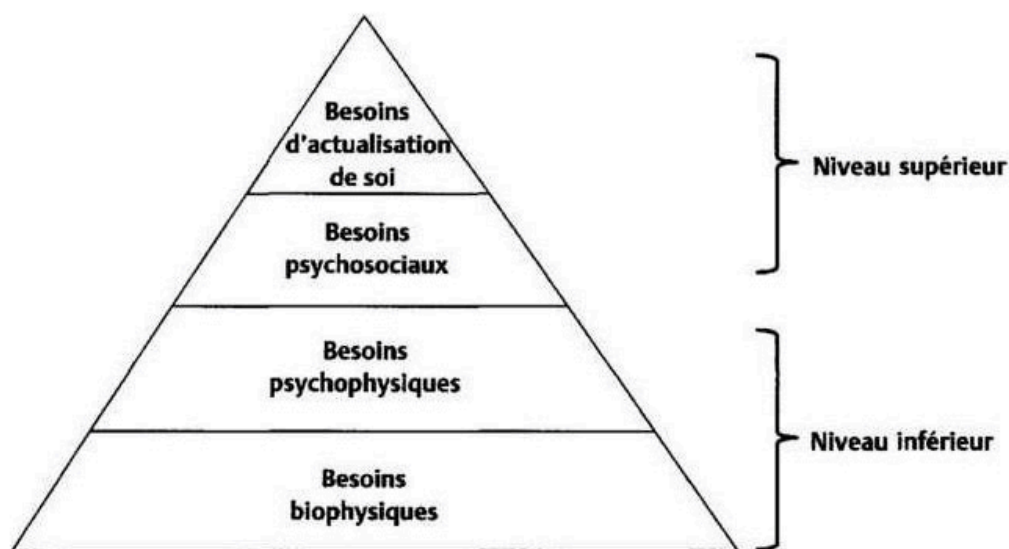 Besoins
d'actualisation
de soi
Niveau supérieur
Besoins
psychosociaux
Besoins
psychophysiques
Niveau inférieur
Besoins
biophysiques